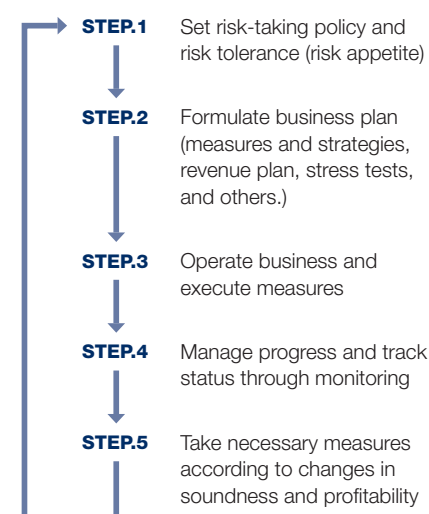 STEP.1 Set risk-taking policy and
risk tolerance (risk appetite)
STEP.2 Formulate business plan
(measures and strategies,
revenue plan, stress tests,
and others.)
STEP.3 Operate business and
execute measures
STEP.4 Manage progress and track
status through monitoring
STEP.5 Take necessary measures
according to changes in
soundness and profitability